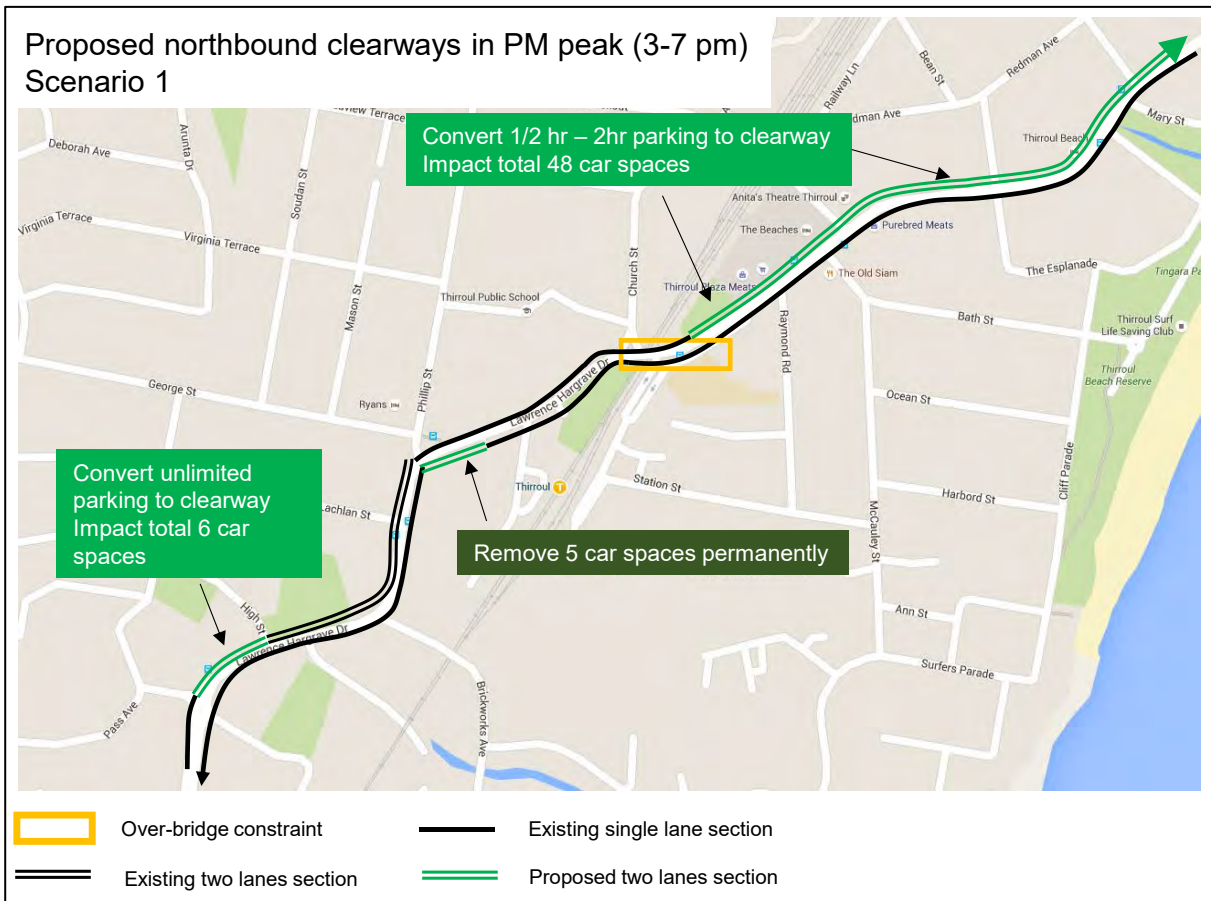 Proposed northbound clearways in PM peak (3-7 pm)
Scenario 1
Convert 1/2 hr – 2hr parking to clearway
Impact total 48 car spaces
Convert unlimited
parking to clearway
Impact total 6 car
spaces
Remove 5 car spaces permanently
Deborah Ave
Arunta Dr
Soudan St
Virginia Terrace
Virginia Terrace
Mason St
George St
Phillip St
Ryans
Thirroul Public School
Church St
Railway Ln
Bean St
Redman Ave
Mary St
Thirroul Beach
Anita's Theatre Thirroul
The Beaches
Purebred Meats
The Old Siam
Thirroul Plaza Meats
The Esplanade
Thirroul Surf
Life Saving Club
Bath St
Raymond Rd
Thirroul
Beach Reserve
Ocean St
Lawrence Hargrave Dr
Thirroul
T
Station St
Harbord St
Cliff Parade
McCauley St
Ann St
Surfers Parade
High St
Lawrence Hargrave Dr
Pass Ave
Brickworks Ave
Over-bridge constraint
Existing single lane section
Existing two lanes section
Proposed two lanes section